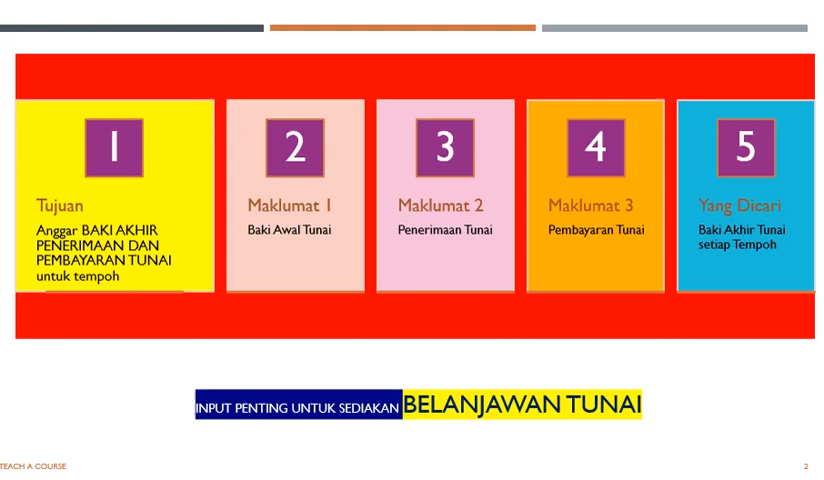 1
Tujuan
Anggar BAKI AKHIR
PENERIMAAN DAN
PEMBAYARAN TUNAI
untuk tempoh
2
Maklumat 1
Baki Awal Tunai
3
Maklumat 2
Penerimaan Tunai
4
Maklumat 3
Pembayaran Tunai
5
Yang Dicari
Baki Akhir Tunai
setiap Tempoh
INPUT PENTING UNTUK SEDIAKAN BELANJAWAN TUNAI
TEACH A COURSE
2